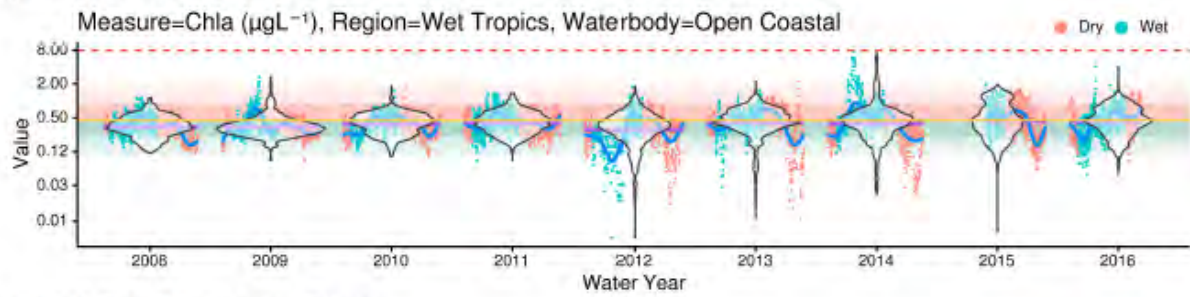 Measure=Chla (µgL⁻¹), Region=Wet Tropics, Waterbody=Open Coastal
Dry Wet
Value
8.00
2.00
0.50
0.12
0.03
0.01
2008 2009 2010 2011 2012 2013 2014 2015 2016
Water Year